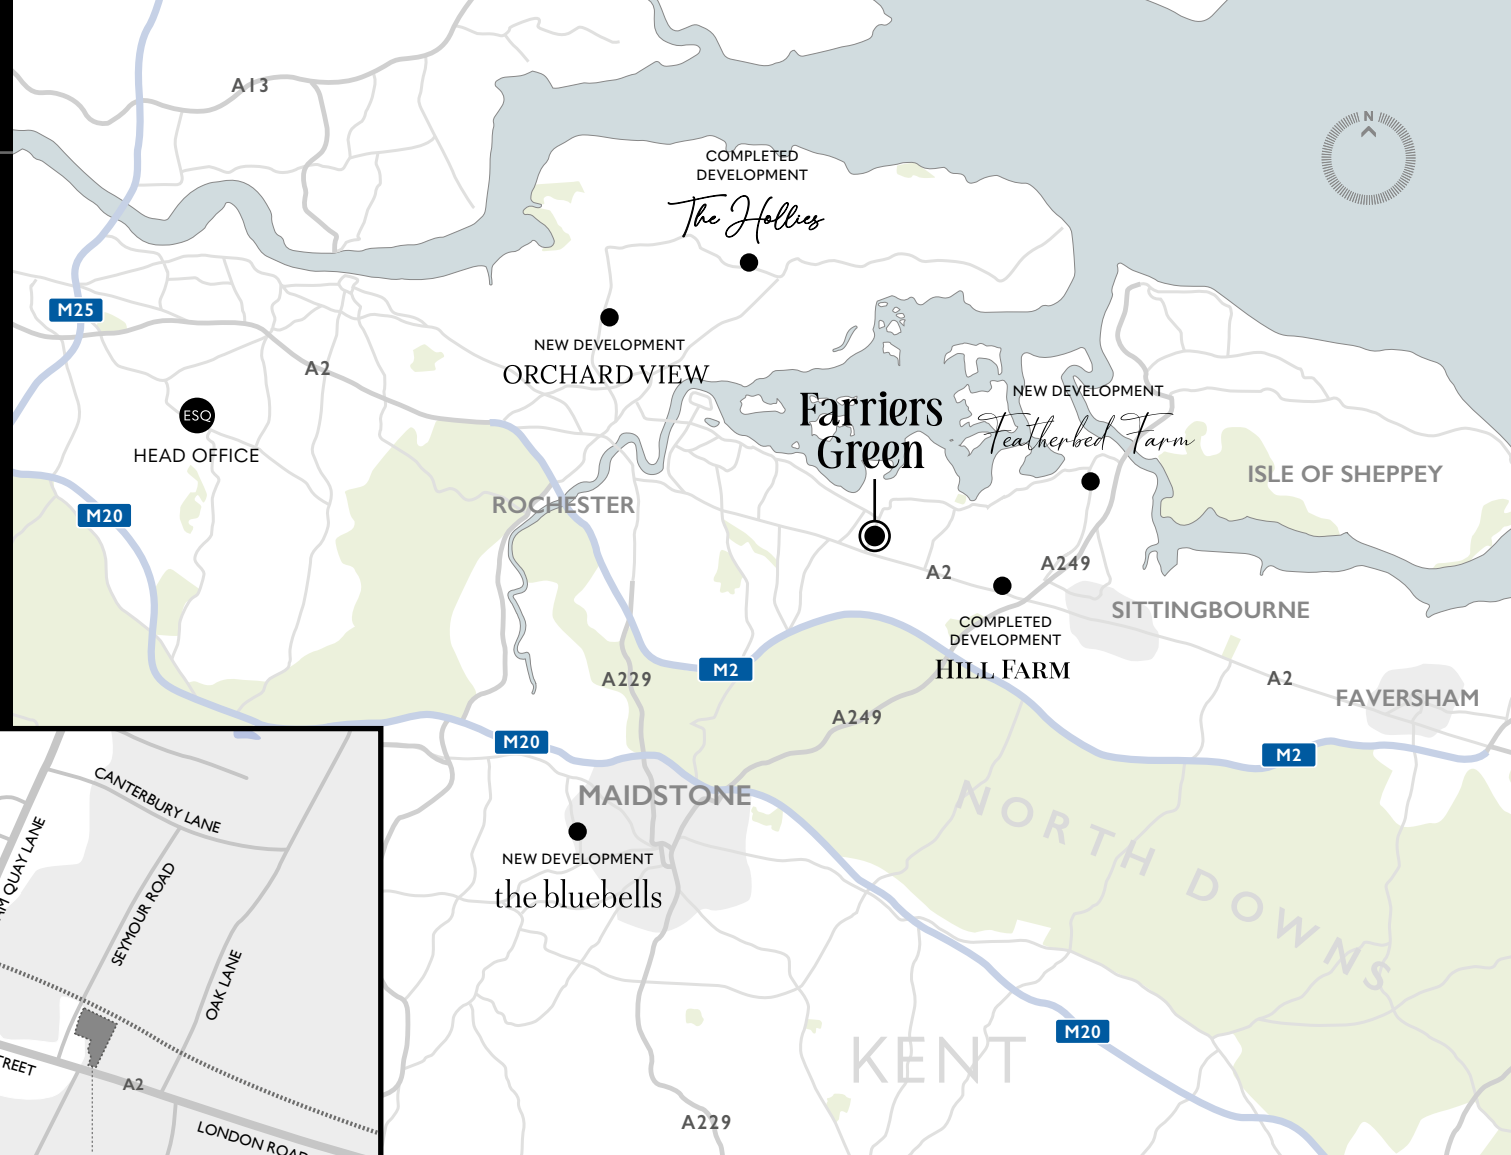 A13
N
COMPLETED
DEVELOPMENT
The Hollies
M25
NEW DEVELOPMENT
ORCHARD VIEW
A2
ESQ
HEAD OFFICE
Farriers
Green
NEW DEVELOPMENT
Featherbed Farm
ISLE OF SHEPPEY
M20
ROCHESTER
A2
A249
COMPLETED
DEVELOPMENT
HILL FARM
SITTINGBOURNE
A229
M2
A2
FAVERSHAM
A249
M20
M2
MAIDSTONE
NORTH DOWNS
NEW DEVELOPMENT
the bluebells
KENT
M20
A229
CANTERBURY LANE
QUAY LANE
SEYMOUR ROAD
OAK LANE
A2
LONDON ROAD